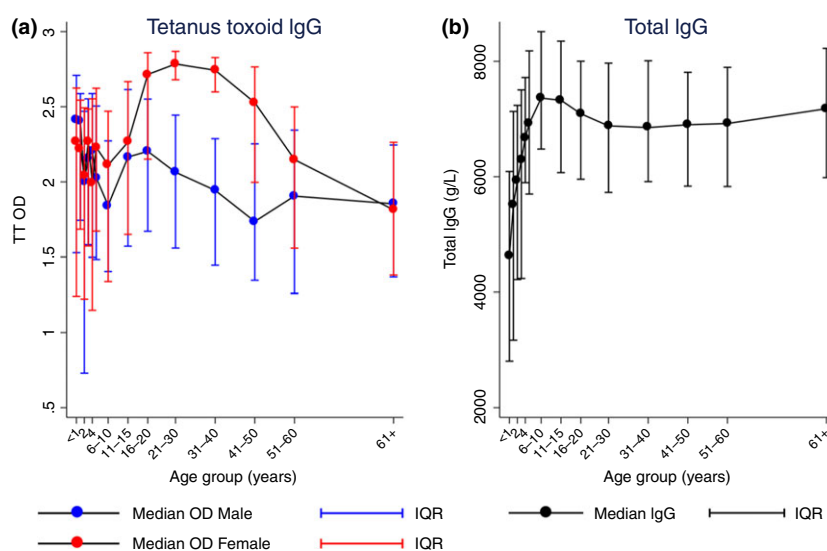 (a) Tetanus toxoid IgG
3
2.5
2
1.5
1
.5
TT OD
<1
2
4
6–10
11–15
16–20
21–30
31–40
41–50
51–60
61+
Age group (years)
Median OD Male
IQR
Median OD Female
IQR
(b) Total IgG
8000
6000
4000
2000
Total IgG (g/L)
<1
2
4
6–10
11–15
16–20
21–30
31–40
41–50
51–60
61+
Age group (years)
Median IgG
IQR